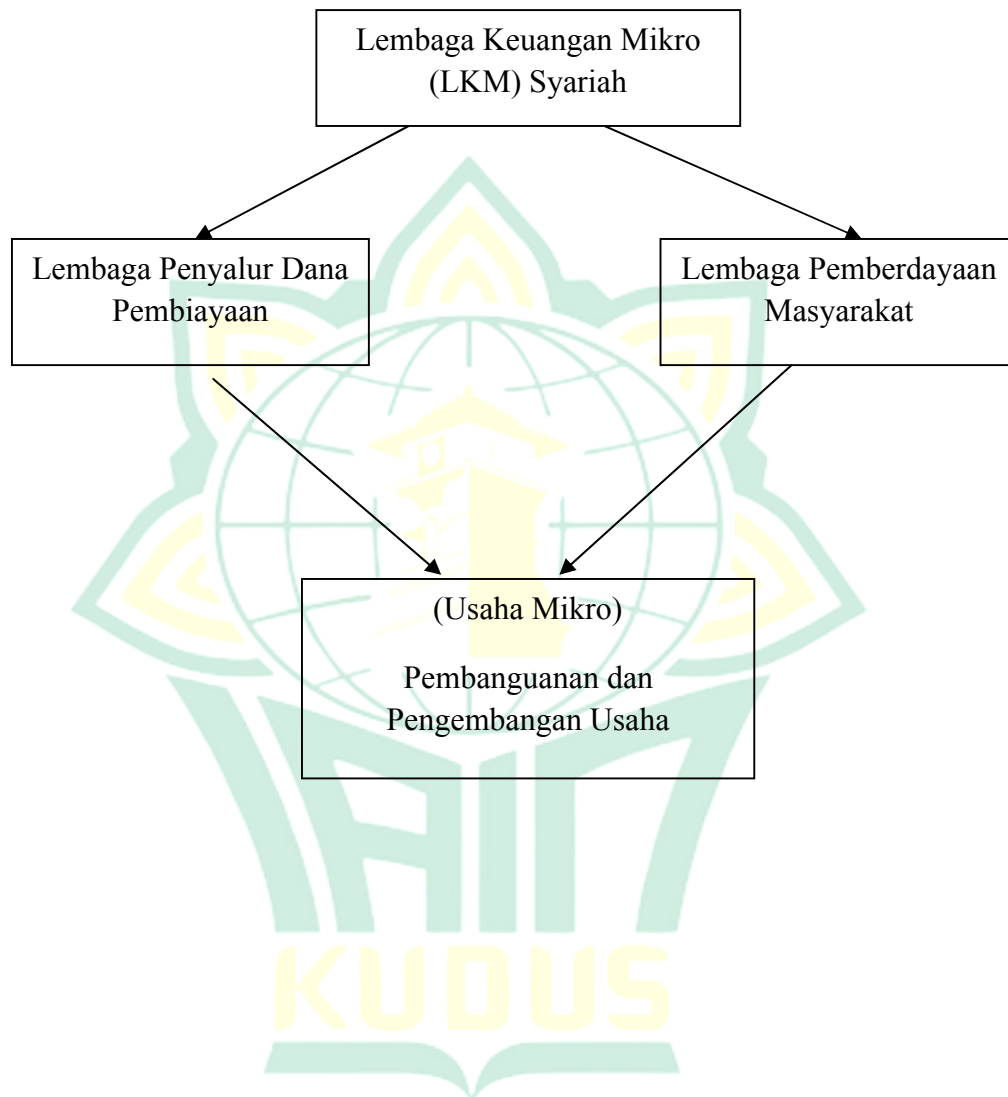 Lembaga Keuangan Mikro
(LKM) Syariah
Lembaga Penyalur Dana
Pembiayaan
Lembaga Pemberdayaan
Masyarakat
(Usaha Mikro)
Pembanguanan dan
Pengembangan Usaha
IAIN
KUDUS